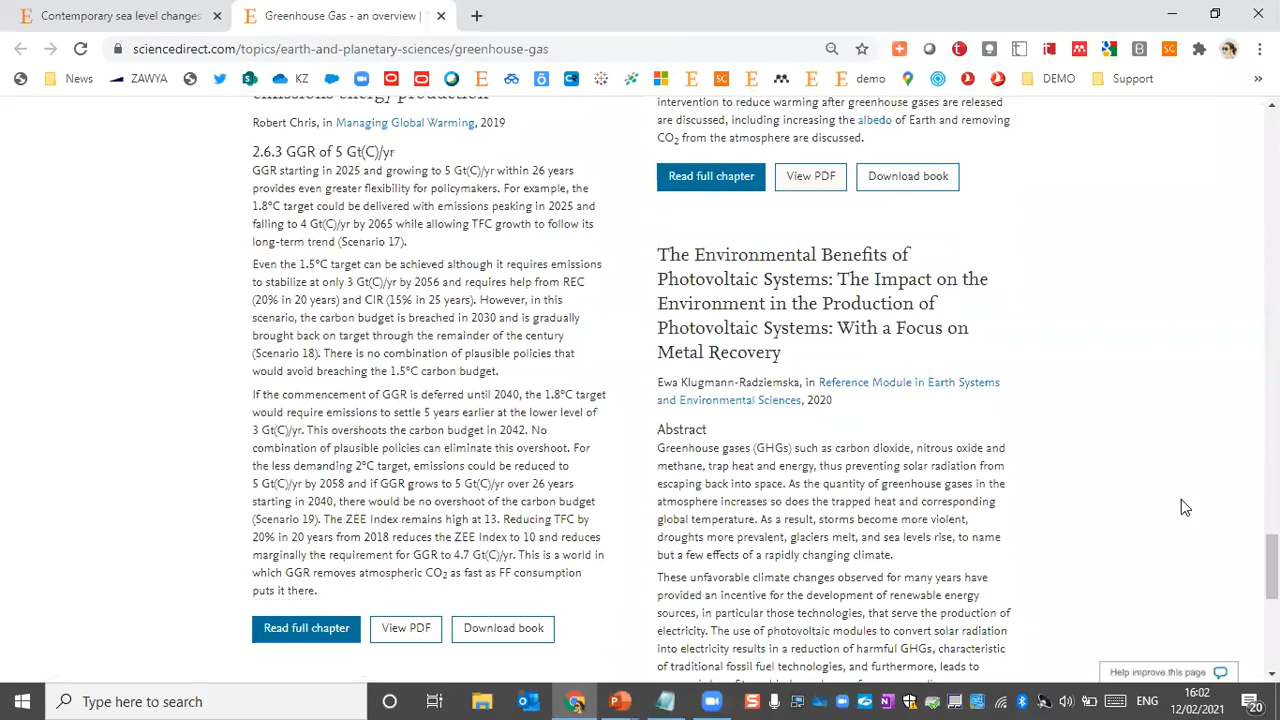 Contemporary sea level changes
Greenhouse Gas - an overview |
sciencedirect.com/topics/earth-and-planetary-sciences/greenhouse-gas
News
ZAWYA
KZ
demo
DEMO
Support
»
emissions energy production
Robert Chris, in Managing Global Warming, 2019
2.6.3 GGR of 5 Gt(C)/yr
GGR starting in 2025 and growing to 5 Gt(C)/yr within 26 years
provides even greater flexibility for policymakers. For example, the
1.8°C target could be delivered with emissions peaking in 2025 and
falling to 4 Gt(C)/yr by 2065 while allowing TFC growth to follow its
long-term trend (Scenario 17).
Even the 1.5°C target can be achieved although it requires emissions
to stabilize at only 3 Gt(C)/yr by 2056 and requires help from REC
(20% in 20 years) and CIR (15% in 25 years). However, in this
scenario, the carbon budget is breached in 2030 and is gradually
brought back on target through the remainder of the century
(Scenario 18). There is no combination of plausible policies that
would avoid breaching the 1.5°C carbon budget.
If the commencement of GGR is deferred until 2040, the 1.8°C target
would require emissions to settle 5 years earlier at the lower level of
3 Gt(C)/yr. This overshoots the carbon budget in 2042. No
combination of plausible policies can eliminate this overshoot. For
the less demanding 2°C target, emissions could be reduced to
5 Gt(C)/yr by 2058 and if GGR grows to 5 Gt(C)/yr over 26 years
starting in 2040, there would be no overshoot of the carbon budget
(Scenario 19). The ZEE Index remains high at 13. Reducing TFC by
20% in 20 years from 2018 reduces the ZEE Index to 10 and reduces
marginally the requirement for GGR to 4.7 Gt(C)/yr. This is a world in
which GGR removes atmospheric CO2 as fast as FF consumption
puts it there.
Read full chapter
View PDF
Download book
intervention to reduce warming after greenhouse gases are released
are discussed, including increasing the albedo of Earth and removing
CO2 from the atmosphere are discussed.
Read full chapter
View PDF
Download book
The Environmental Benefits of
Photovoltaic Systems: The Impact on the
Environment in the Production of
Photovoltaic Systems: With a Focus on
Metal Recovery
Ewa Klugmann-Radziemska, in Reference Module in Earth Systems
and Environmental Sciences, 2020
Abstract
Greenhouse gases (GHGs) such as carbon dioxide, nitrous oxide and
methane, trap heat and energy, thus preventing solar radiation from
escaping back into space. As the quantity of greenhouse gases in the
atmosphere increases so does the trapped heat and corresponding
global temperature. As a result, storms become more violent,
droughts more prevalent, glaciers melt, and sea levels rise, to name
but a few effects of a rapidly changing climate.
These unfavorable climate changes observed for many years have
provided an incentive for the development of renewable energy
sources, in particular those technologies, that serve the production of
electricity. The use of photovoltaic modules to convert solar radiation
into electricity results in a reduction of harmful GHGs, characteristic
of traditional fossil fuel technologies, and furthermore, leads to
Help improve this page
Type here to search
ENG
16:02
12/02/2021
20